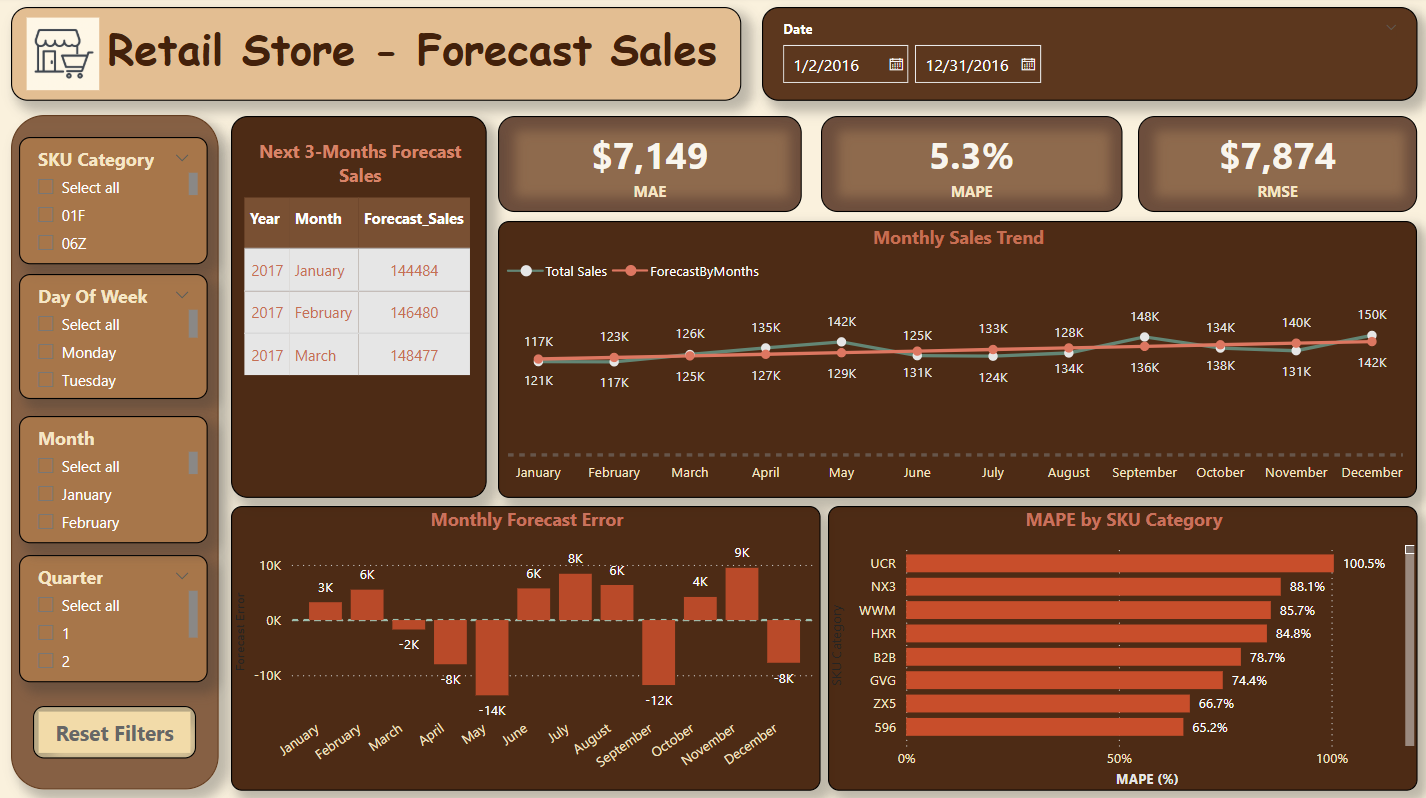 Retail Store - Forecast Sales
Date
1/2/2016
12/31/2016
SKU Category
Select all
01F
06Z
Day Of Week
Select all
Monday
Tuesday
Month
Select all
January
February
Quarter
Select all
1
2
Reset Filters
Next 3-Months Forecast
Sales
Year Month Forecast_Sales
2017 January 144484
2017 February 146480
2017 March 148477
$7,149
MAE
5.3%
MAPE
$7,874
RMSE
Monthly Sales Trend
Total Sales ForecastByMonths
117K 123K 126K 135K 142K 125K 133K 128K 148K 134K 140K 150K
121K 117K 125K 127K 129K 131K 124K 134K 136K 138K 131K 142K
January February March April May June July August September October November December
Monthly Forecast Error
Forecast Error
10K
0K
-10K
3K 6K -2K -8K -14K 6K 8K 6K -12K 4K 9K -8K
January February March April May June July August September October November December
MAPE by SKU Category
SKU Category
UCR 100.5%
NX3 88.1%
WWM 85.7%
HXR 84.8%
B2B 78.7%
GVG 74.4%
ZX5 66.7%
596 65.2%
0% 50% 100%
MAPE (%)